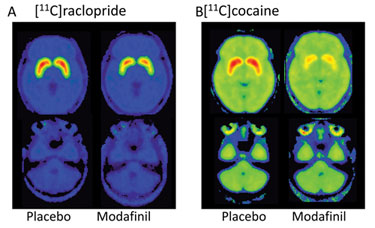 A [11C]raclopride
B[11C]cocaine
Placebo Modafinil
Placebo Modafinil